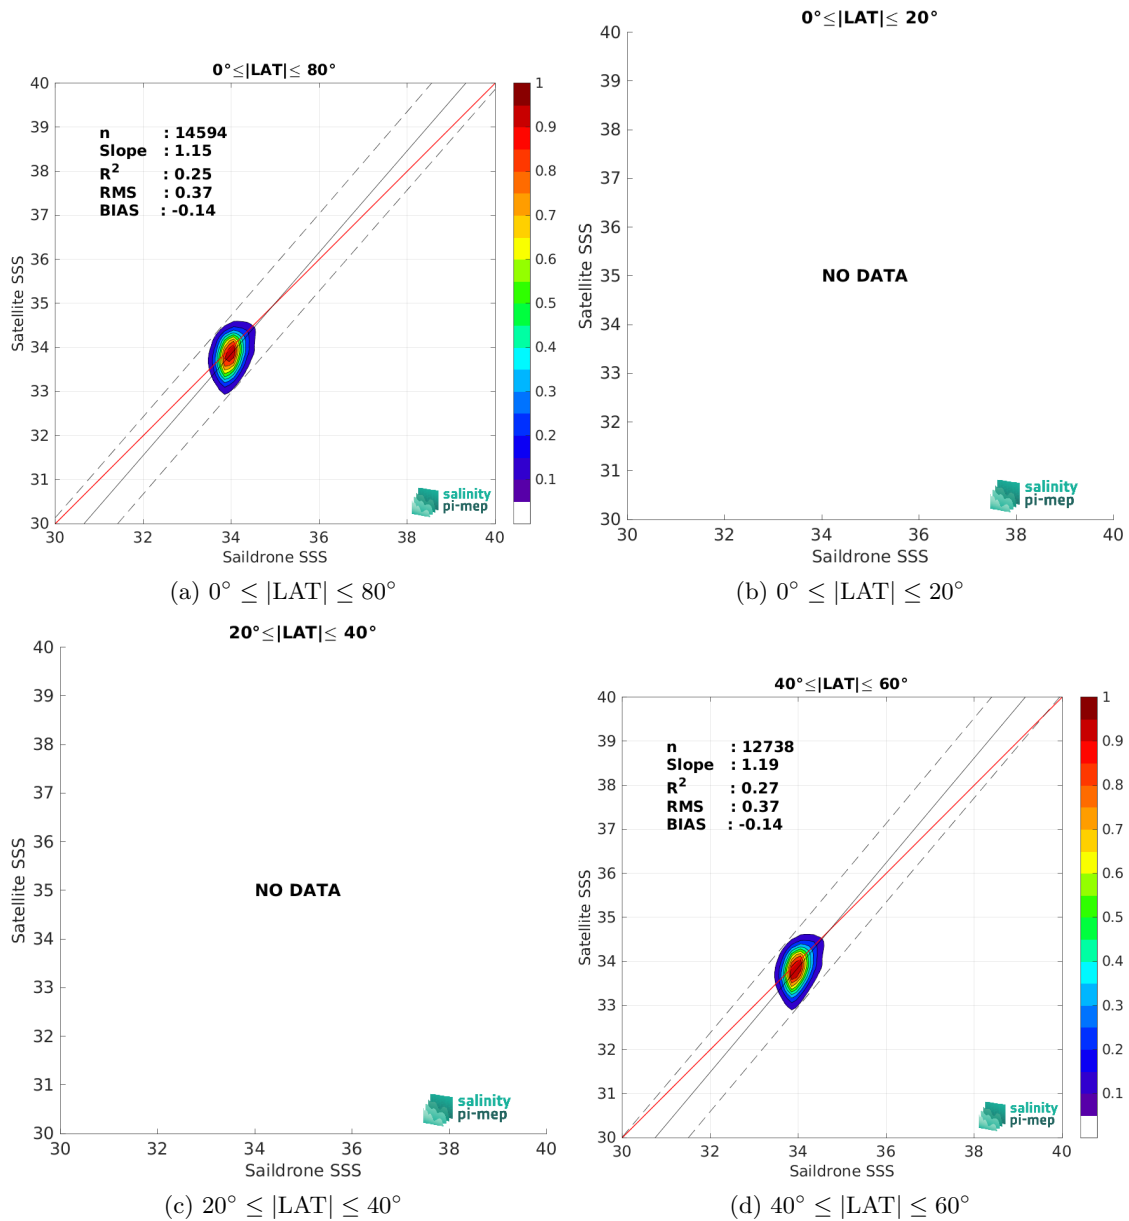 0°≤|LAT|≤ 80°
40
39
38
37
36
35
34
33
32
31
30
Satellite SSS
n : 14594
Slope : 1.15
R² : 0.25
RMS : 0.37
BIAS : -0.14
salinity
pi-mep
30 32 34 36 38 40
Saildrone SSS
1
0.9
0.8
0.7
0.6
0.5
0.4
0.3
0.2
0.1
(a) 0° ≤ |LAT| ≤ 80°
0°≤|LAT|≤ 20°
40
39
38
37
36
35
34
33
32
31
30
Satellite SSS
NO DATA
salinity
pi-mep
30 32 34 36 38 40
Saildrone SSS
(b) 0° ≤ |LAT| ≤ 20°
20°≤|LAT|≤ 40°
40
39
38
37
36
35
34
33
32
31
30
Satellite SSS
NO DATA
salinity
pi-mep
30 32 34 36 38 40
Saildrone SSS
(c) 20° ≤ |LAT| ≤ 40°
40°≤|LAT|≤ 60°
40
39
38
37
36
35
34
33
32
31
30
Satellite SSS
n : 12738
Slope : 1.19
R² : 0.27
RMS : 0.37
BIAS : -0.14
salinity
pi-mep
30 32 34 36 38 40
Saildrone SSS
1
0.9
0.8
0.7
0.6
0.5
0.4
0.3
0.2
0.1
(d) 40° ≤ |LAT| ≤ 60°